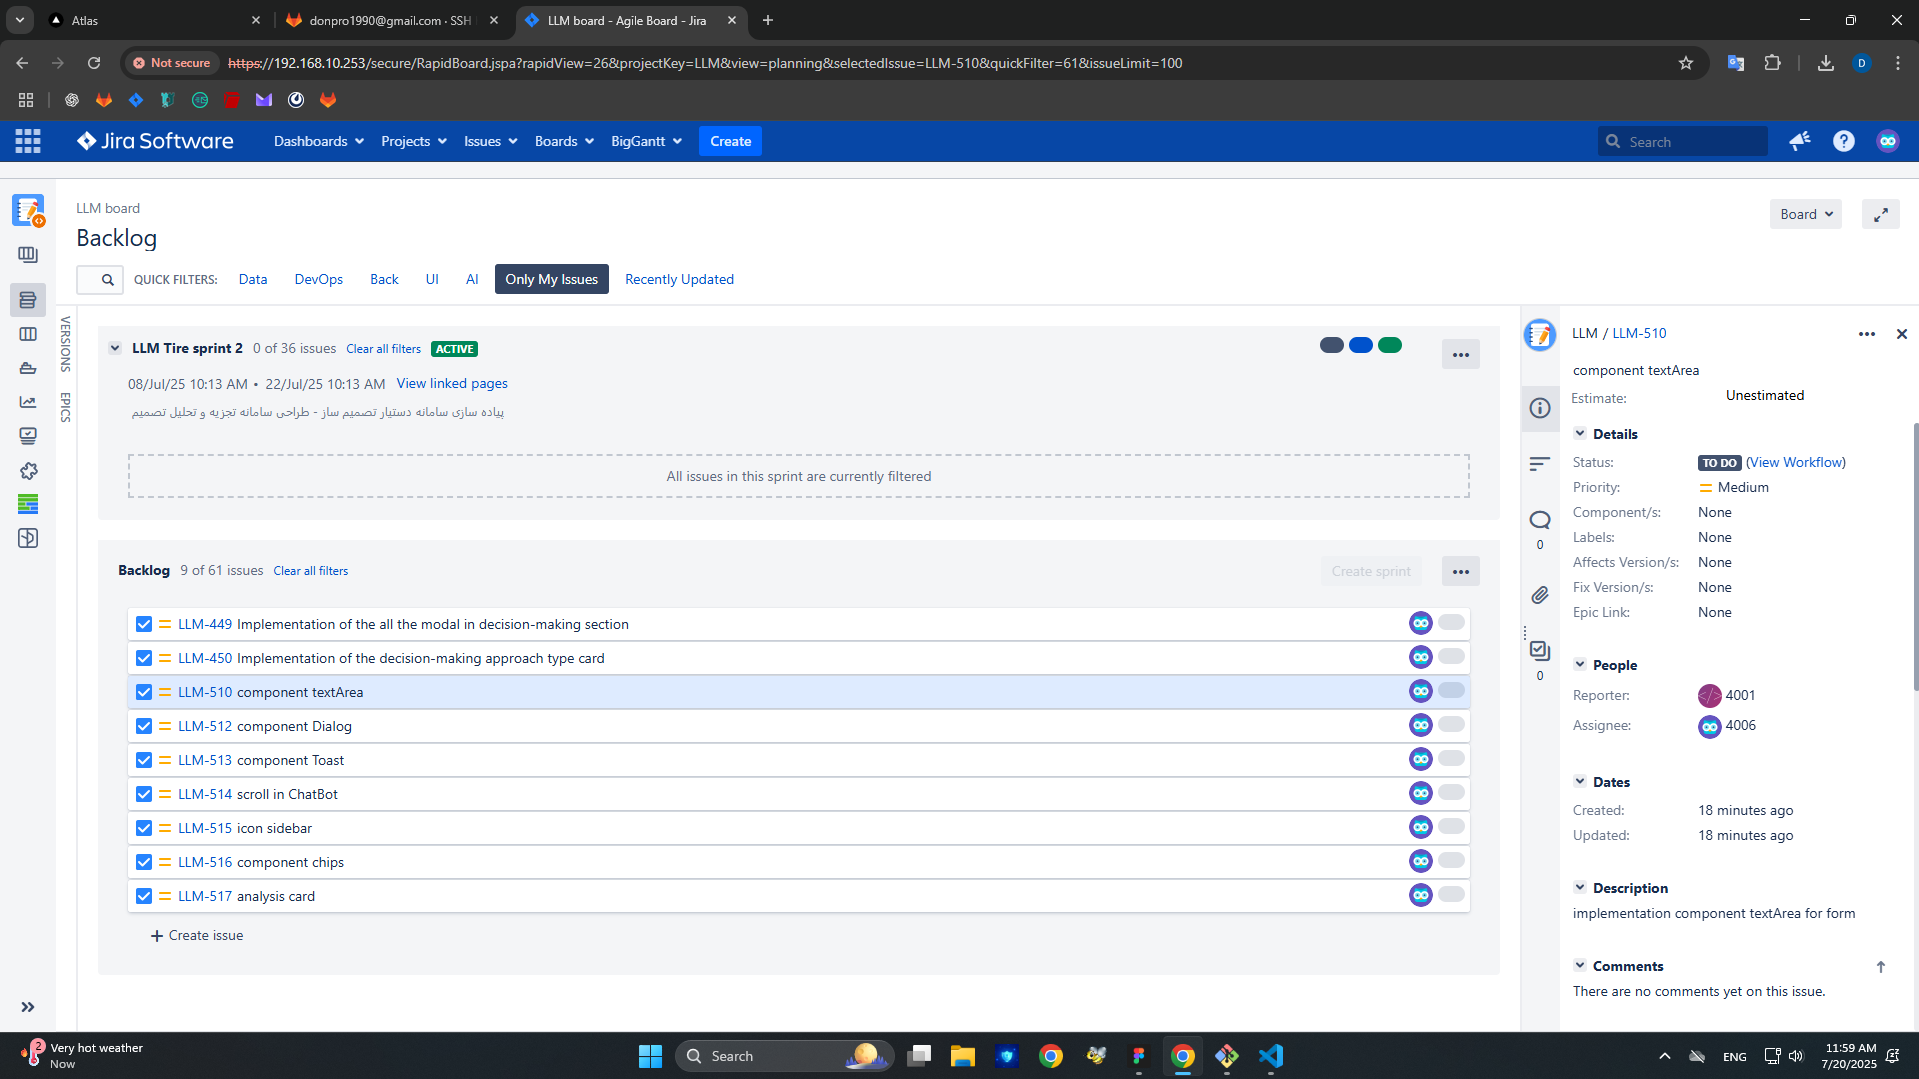 Atlas
donpro1990@gmail.com · SSH
LLM board - Agile Board - Jira
Not secure
https://192.168.10.253/secure/RapidBoard.jspa?rapidView=26&projectKey=LLM&view=planning&selectedIssue=LLM-510&quickFilter=61&issueLimit=100
D
Jira Software
Dashboards
Projects
Issues
Boards
BigGantt
Create
Search
LLM board
Backlog
Board
QUICK FILTERS:
Data
DevOps
Back
UI
AI
Only My Issues
Recently Updated
VERSIONS
EPICS
LLM Tire sprint 2
0 of 36 issues
Clear all filters
ACTIVE
08/Jul/25 10:13 AM • 22/Jul/25 10:13 AM
View linked pages
پیاده سازی سامانه دستیار تصمیم ساز - طراحی سامانه تجزیه و تحلیل تصمیم
All issues in this sprint are currently filtered
Backlog
9 of 61 issues
Clear all filters
Create sprint
LLM-449 Implementation of the all the modal in decision-making section
LLM-450 Implementation of the decision-making approach type card
LLM-510 component textArea
LLM-512 component Dialog
LLM-513 component Toast
LLM-514 scroll in ChatBot
LLM-515 icon sidebar
LLM-516 component chips
LLM-517 analysis card
Create issue
0
0
LLM / LLM-510
component textArea
Estimate: Unestimated
Details
Status: TO DO (View Workflow)
Priority: Medium
Component/s: None
Labels: None
Affects Version/s: None
Fix Version/s: None
Epic Link: None
People
Reporter: 4001
Assignee: 4006
Dates
Created: 18 minutes ago
Updated: 18 minutes ago
Description
implementation component textArea for form
Comments
There are no comments yet on this issue.
2
Very hot weather
Now
Search
ENG
11:59 AM
7/20/2025